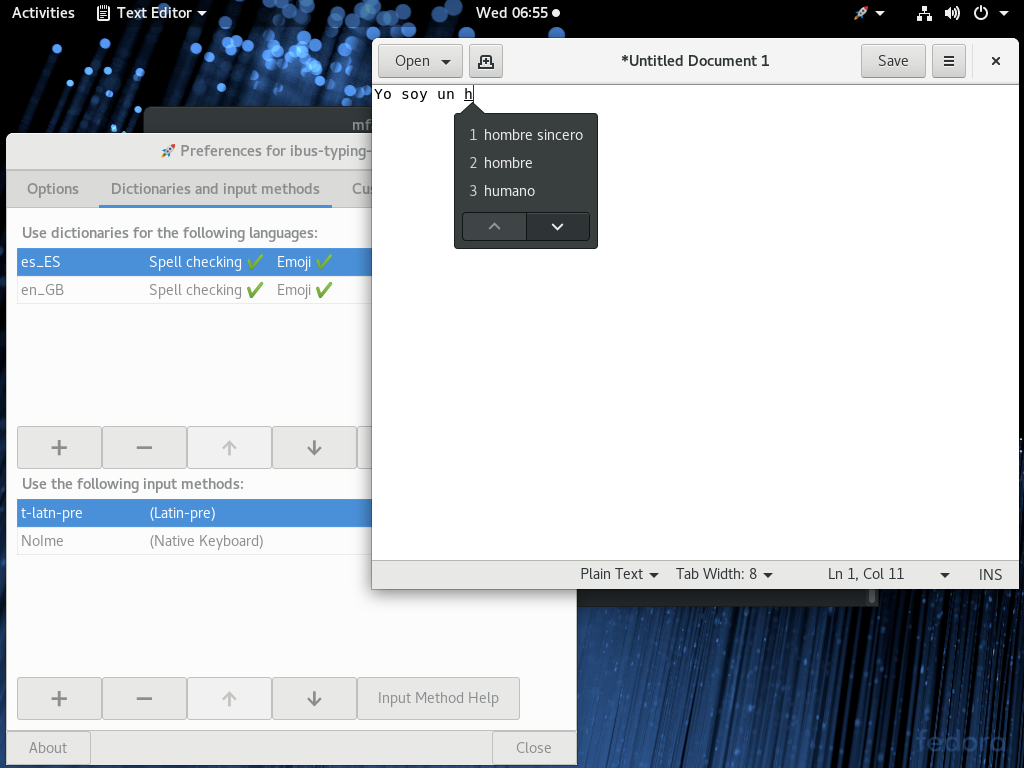 Activities Text Editor Wed 06:55
Open *Untitled Document 1 Save
Yo soy un h
1 hombre sincero
2 hombre
3 humano
Plain Text Tab Width: 8 Ln 1, Col 11 INS
mf
Preferences for ibus-typing-
Options Dictionaries and input methods Cu
Use dictionaries for the following languages:
es_ES Spell checking ✔ Emoji ✔
en_GB Spell checking ✔ Emoji ✔
Use the following input methods:
t-latn-pre (Latin-pre)
NoIme (Native Keyboard)
Input Method Help
About Close
fedora